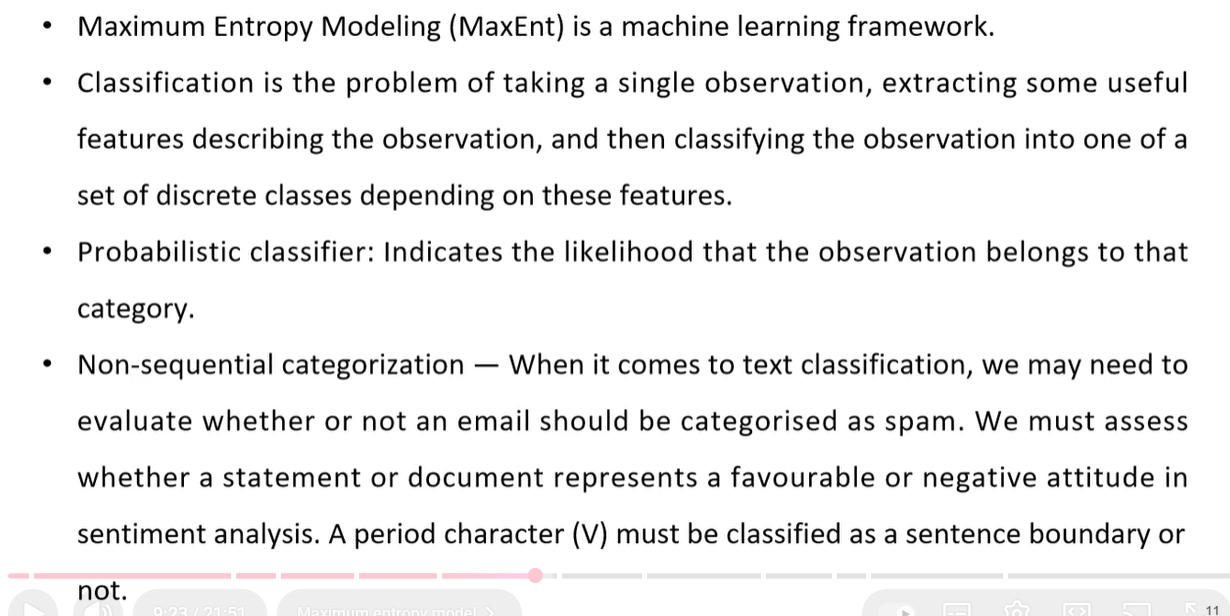 • Maximum Entropy Modeling (MaxEnt) is a machine learning framework.
• Classification is the problem of taking a single observation, extracting some useful
features describing the observation, and then classifying the observation into one of a
set of discrete classes depending on these features.
• Probabilistic classifier: Indicates the likelihood that the observation belongs to that
category.
• Non-sequential categorization — When it comes to text classification, we may need to
evaluate whether or not an email should be categorised as spam. We must assess
whether a statement or document represents a favourable or negative attitude in
sentiment analysis. A period character (V) must be classified as a sentence boundary or
not.
9:23 / 21:51 Maximum entropy model
11